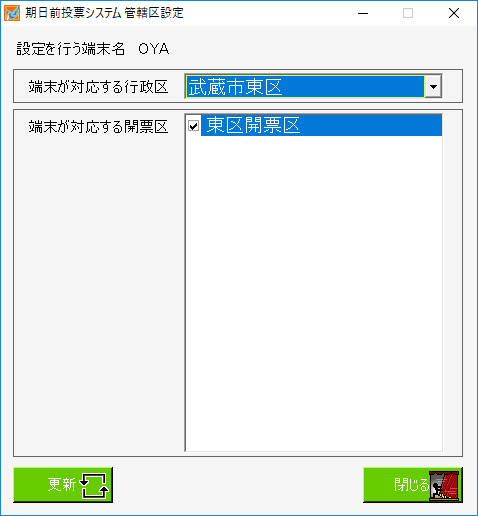 期日前投票システム 管轄区設定
設定を行う端末名 OYA
端末が対応する行政区 武蔵市東区
端末が対応する開票区 東区開票区
更新 閉じる